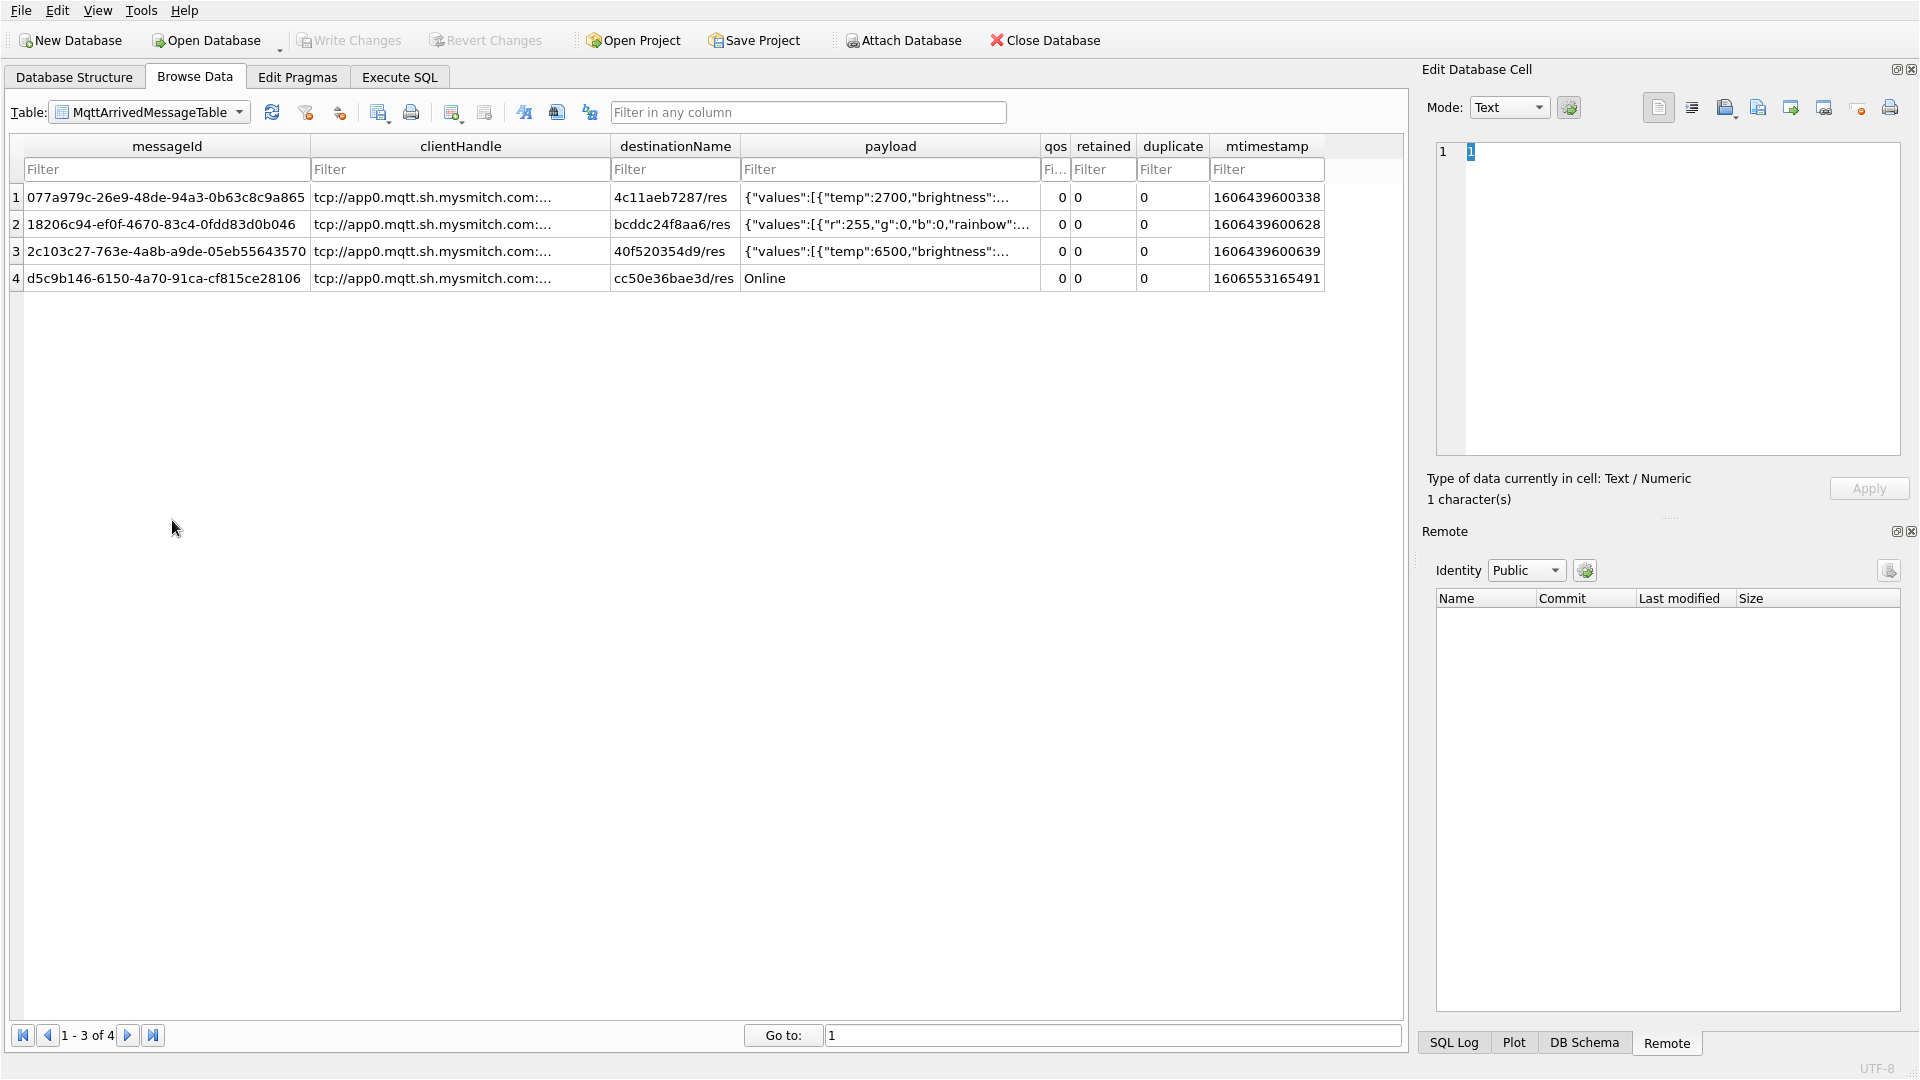 File Edit View Tools Help
New Database Open Database Write Changes Revert Changes Open Project Save Project Attach Database Close Database
Database Structure Browse Data Edit Pragmas Execute SQL
Table: MqttArrivedMessageTable Filter in any column
messageId clientHandle destinationName payload qos retained duplicate mtimestamp
Filter Filter Filter Filter Fi... Filter Filter Filter
1 077a979c-26e9-48de-94a3-0b63c8c9a865 tcp://app0.mqtt.sh.mysmitch.com:... 4c11aeb7287/res {"values":[{"temp":2700,"brightness":... 0 0 0 1606439600338
2 18206c94-ef0f-4670-83c4-0fdd83d0b046 tcp://app0.mqtt.sh.mysmitch.com:... bcddc24f8aa6/res {"values":[{"r":255,"g":0,"b":0,"rainbow":... 0 0 0 1606439600628
3 2c103c27-763e-4a8b-a9de-05eb55643570 tcp://app0.mqtt.sh.mysmitch.com:... 40f520354d9/res {"values":[{"temp":6500,"brightness":... 0 0 0 1606439600639
4 d5c9b146-6150-4a70-91ca-cf815ce28106 tcp://app0.mqtt.sh.mysmitch.com:... cc50e36bae3d/res Online 0 0 0 1606553165491
1 - 3 of 4 Go to: 1
Edit Database Cell
Mode: Text
1 1
Type of data currently in cell: Text / Numeric
1 character(s)
Apply
Remote
Identity Public
Name Commit Last modified Size
SQL Log Plot DB Schema Remote
UTF-8